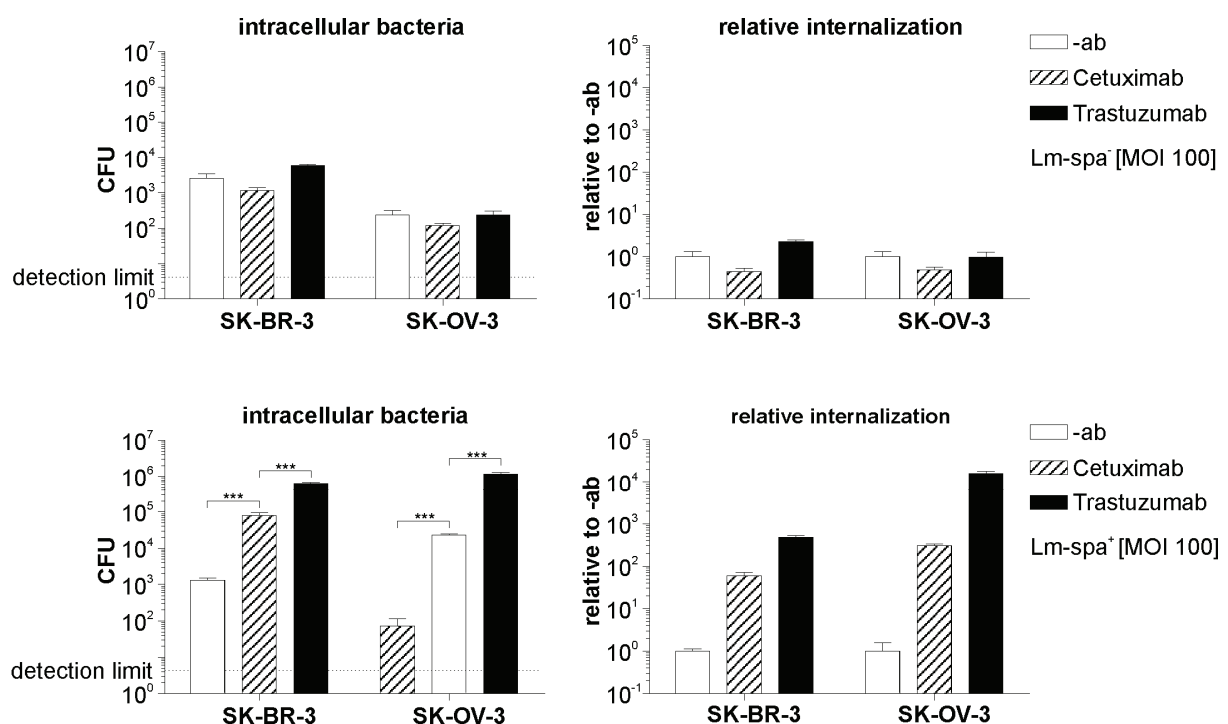 intracellular bacteria
10⁷
10⁶
10⁵
10⁴
10³
10²
10⁰
CFU
detection limit
SK-BR-3
SK-OV-3
relative internalization
10⁵
10⁴
10³
10²
10¹
10⁰
10⁻¹
relative to -ab
SK-BR-3
SK-OV-3
-ab
Cetuximab
Trastuzumab
Lm-spa⁻ [MOI 100]
intracellular bacteria
10⁷
10⁶
10⁵
10⁴
10³
10²
10⁰
CFU
detection limit
***
***
***
***
SK-BR-3
SK-OV-3
relative internalization
10⁵
10⁴
10³
10²
10¹
10⁰
10⁻¹
relative to -ab
SK-BR-3
SK-OV-3
-ab
Cetuximab
Trastuzumab
Lm-spa⁺ [MOI 100]